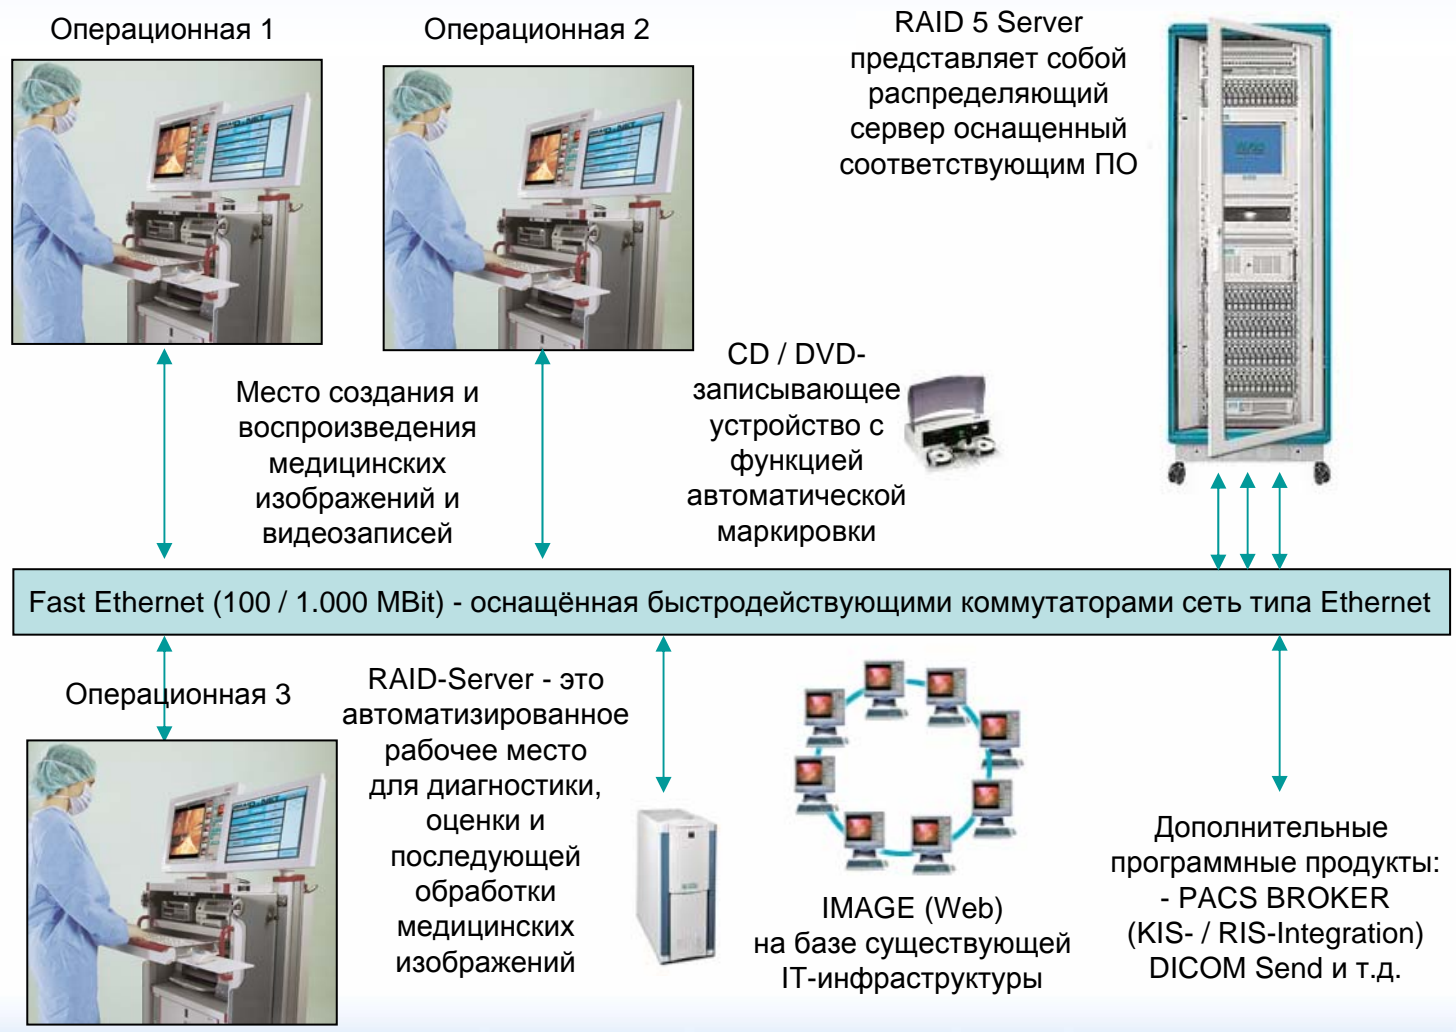 Операционная 1
Операционная 2
RAID 5 Server
представляет собой
распределяющий
сервер оснащенный
соответствующим ПО
Место создания и
воспроизведения
медицинских
изображений и
видеозаписей
CD / DVD-
записывающее
устройство с
функцией
автоматической
маркировки
Fast Ethernet (100 / 1.000 MBit) - оснащённая быстродействующими коммутаторами сеть типа Ethernet
Операционная 3
RAID-Server - это
автоматизированное
рабочее место
для диагностики,
оценки и
последующей
обработки
медицинских
изображений
IMAGE (Web)
на базе существующей
IT-инфраструктуры
Дополнительные
программные продукты:
- PACS BROKER
(KIS- / RIS-Integration)
DICOM Send и т.д.